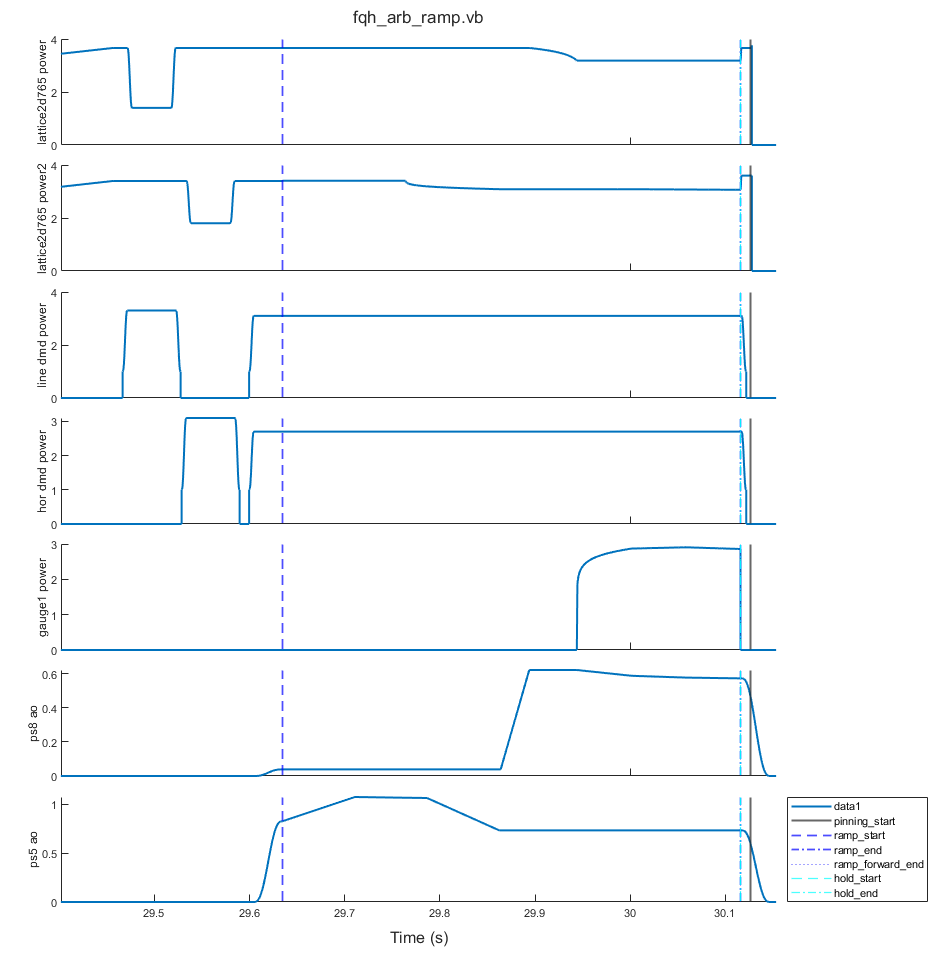 fqh_arb_ramp.vb
lattice2d765 power
4
2
0
lattice2d765 power2
4
2
0
line dmd power
4
2
0
hor dmd power
3
2
1
0
gauge1 power
3
2
1
0
ps8 ao
0.6
0.4
0.2
0
ps5 ao
1
0.5
0
29.5 29.6 29.7 29.8 29.9 30 30.1
Time (s)
data1
pinning_start
ramp_start
ramp_end
ramp_forward_end
hold_start
hold_end